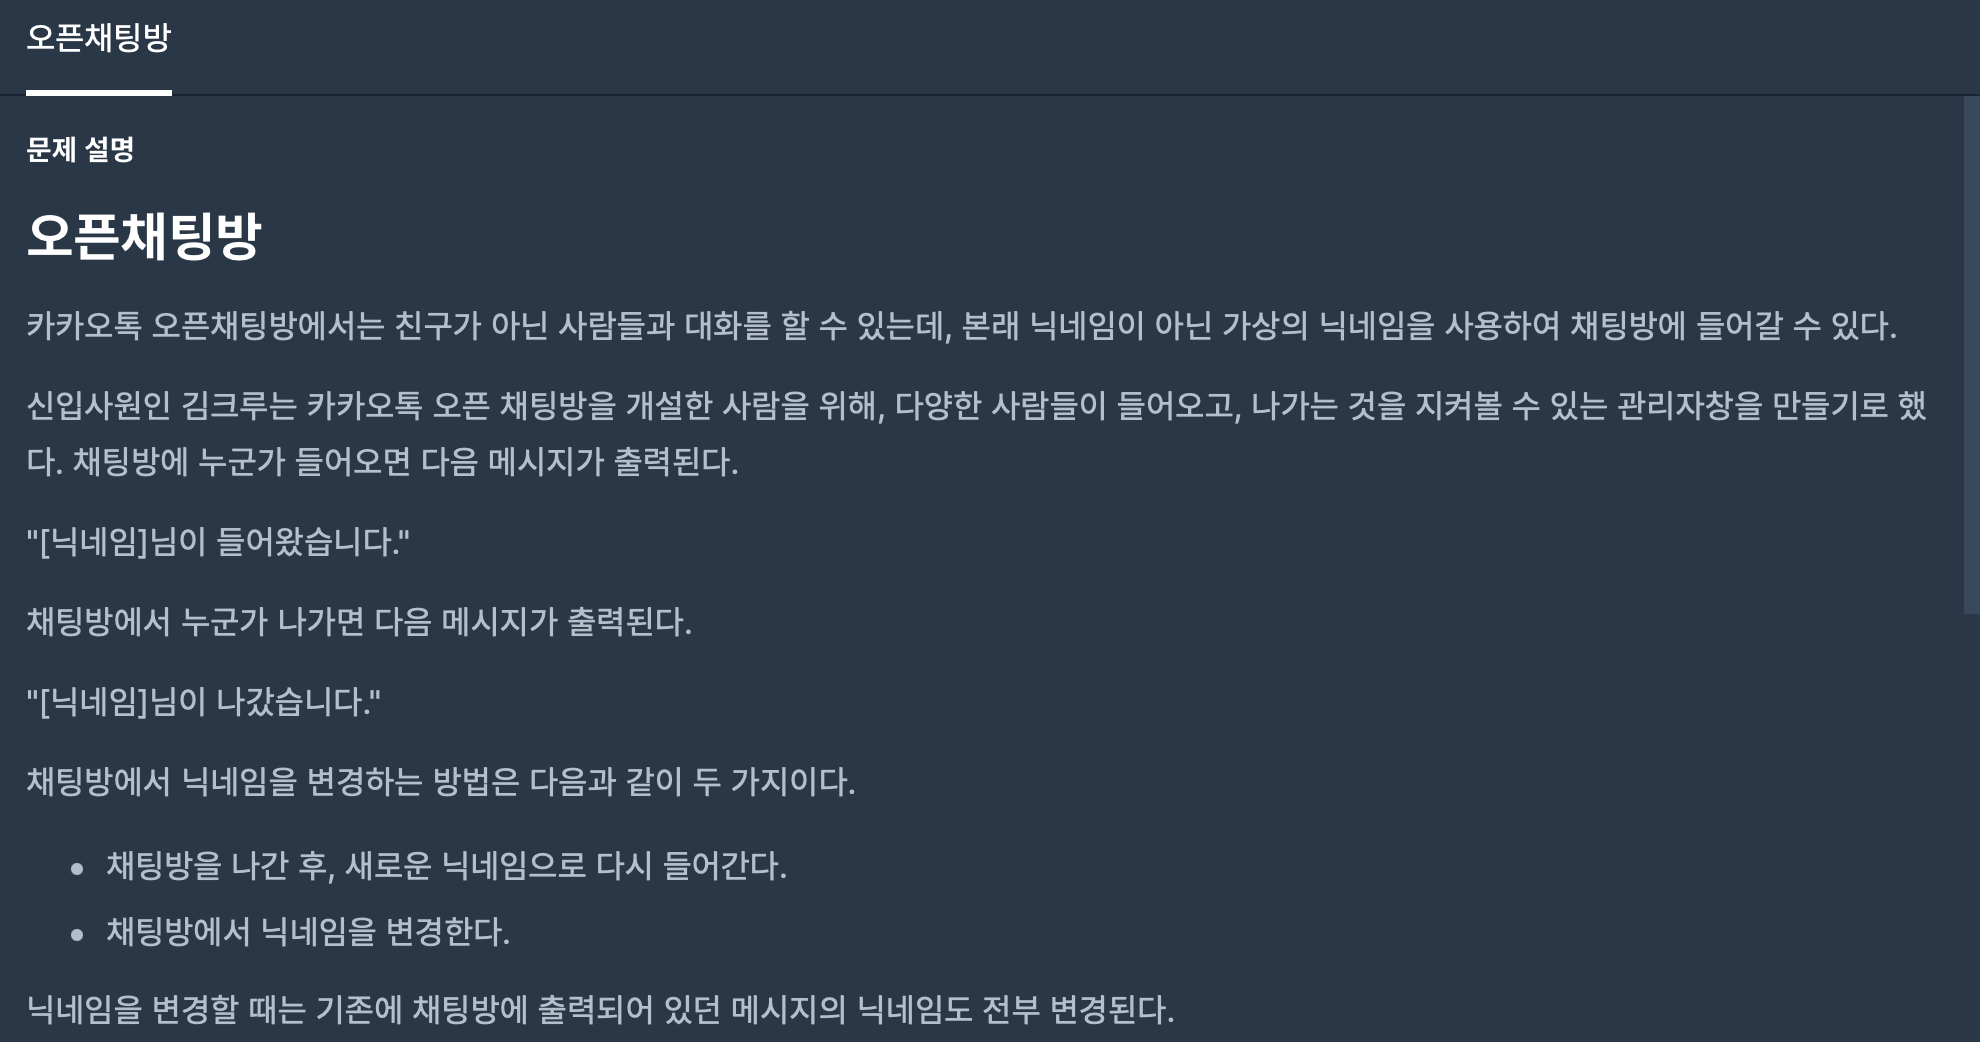 오픈채팅방
문제 설명
오픈채팅방
카카오톡 오픈채팅방에서는 친구가 아닌 사람들과 대화를 할 수 있는데, 본래 닉네임이 아닌 가상의 닉네임을 사용하여 채팅방에 들어갈 수 있다.
신입사원인 김크루는 카카오톡 오픈 채팅방을 개설한 사람을 위해, 다양한 사람들이 들어오고, 나가는 것을 지켜볼 수 있는 관리자창을 만들기로 했
다. 채팅방에 누군가 들어오면 다음 메시지가 출력된다.
"[닉네임]님이 들어왔습니다."
채팅방에서 누군가 나가면 다음 메시지가 출력된다.
"[닉네임]님이 나갔습니다."
채팅방에서 닉네임을 변경하는 방법은 다음과 같이 두 가지이다.
• 채팅방을 나간 후, 새로운 닉네임으로 다시 들어간다.
• 채팅방에서 닉네임을 변경한다.
닉네임을 변경할 때는 기존에 채팅방에 출력되어 있던 메시지의 닉네임도 전부 변경된다.